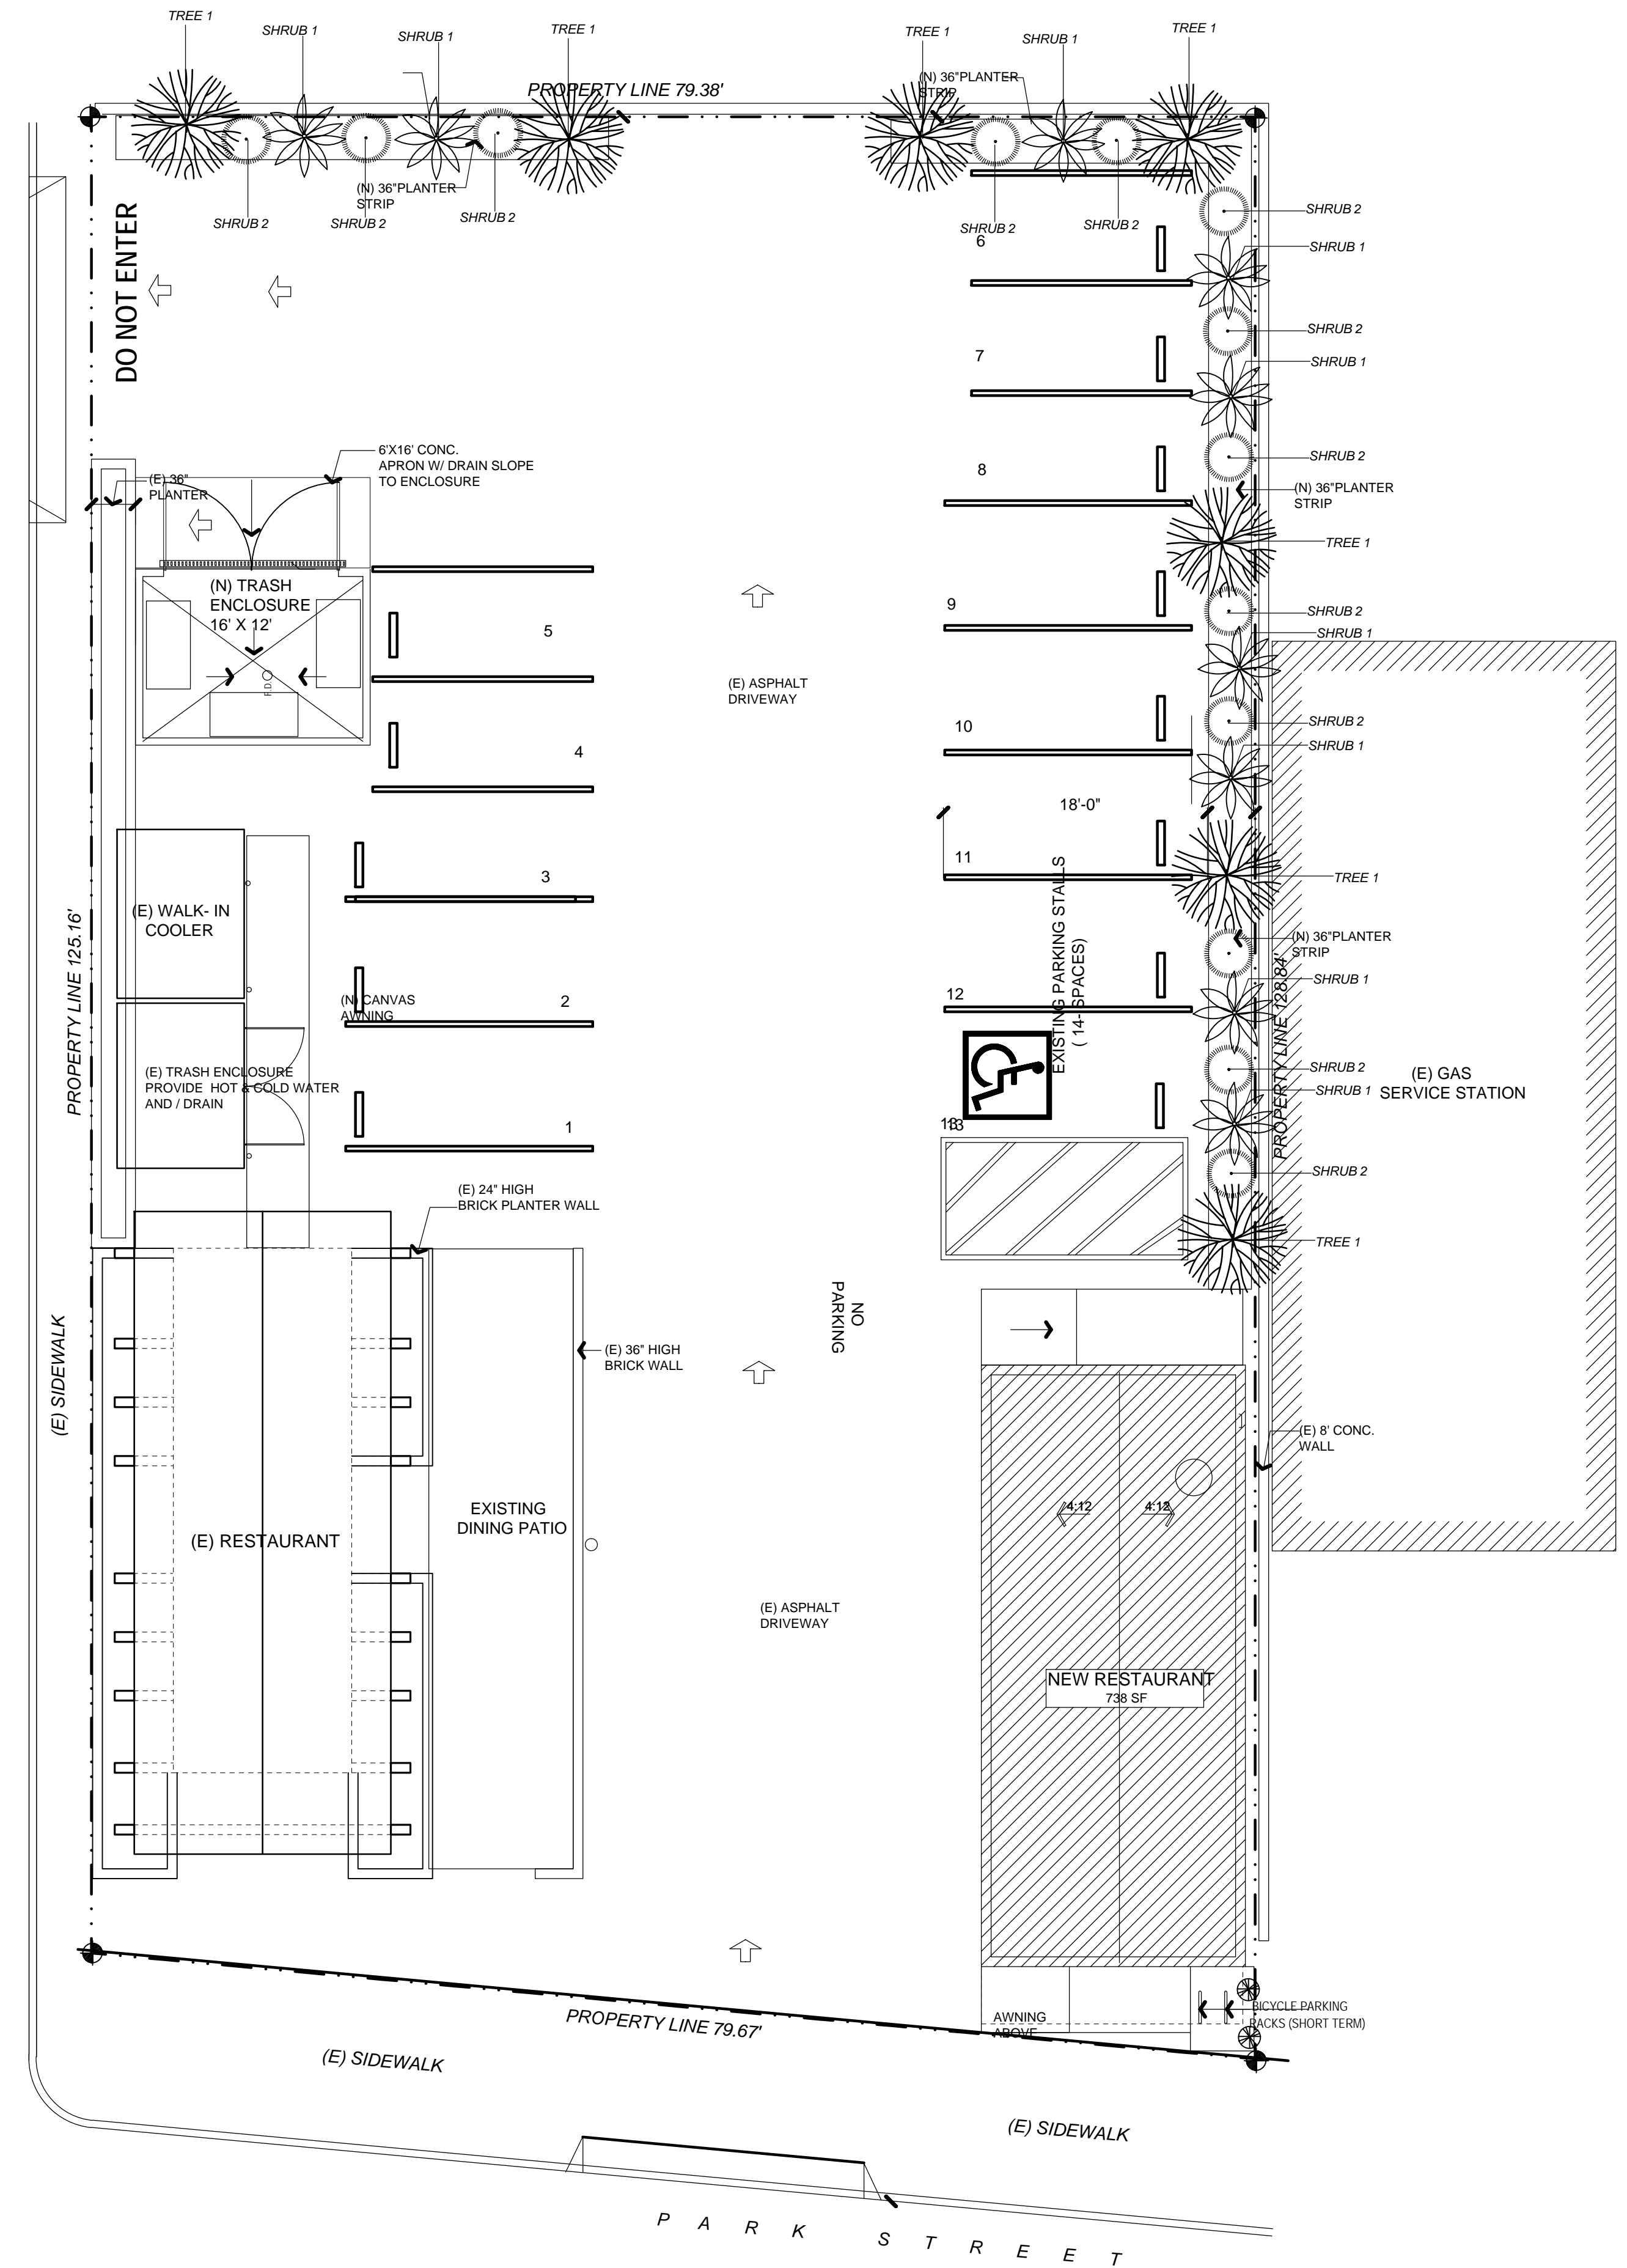 TREE 1
SHRUB 1
SHRUB 1
TREE 1
TREE 1
SHRUB 1
TREE 1
(N) 36"PLANTER
STRIP
PROPERTY LINE 79.38'
(N) 36"PLANTER
STRIP
SHRUB 2
SHRUB 2
SHRUB 2
SHRUB 2
SHRUB 2
DO NOT ENTER
SHRUB 2
SHRUB 1
SHRUB 2
SHRUB 1
SHRUB 2
(N) 36"PLANTER
STRIP
TREE 1
SHRUB 2
SHRUB 1
SHRUB 2
SHRUB 1
TREE 1
(N) 36"PLANTER
STRIP
SHRUB 1
SHRUB 2
SHRUB 1
SHRUB 2
TREE 1
6
7
8
9
10
18'-0"
11
EXISTING PARKING STALLS
( 14- SPACES)
12
13
13
6'X16' CONC.
APRON W/ DRAIN SLOPE
TO ENCLOSURE
(E) 36"
PLANTER
(N) TRASH
ENCLOSURE
16' X 12'
F.D.
5
4
3
2
1
(E) ASPHALT
DRIVEWAY
(E) WALK- IN
COOLER
(N) CANVAS
AWNING
(E) TRASH ENCLOSURE
PROVIDE HOT & COLD WATER
AND / DRAIN
PROPERTY LINE 125.16'
PROPERTY LINE 128.84'
(E) GAS
SERVICE STATION
(E) 24" HIGH
BRICK PLANTER WALL
(E) 36" HIGH
BRICK WALL
NO
PARKING
(E) SIDEWALK
(E) 8' CONC.
WALL
4:12
4:12
(E) RESTAURANT
EXISTING
DINING PATIO
(E) ASPHALT
DRIVEWAY
NEW RESTAURANT
738 SF
AWNING
ABOVE
BICYCLE PARKING
RACKS (SHORT TERM)
PROPERTY LINE 79.67'
(E) SIDEWALK
(E) SIDEWALK
PARK STREET